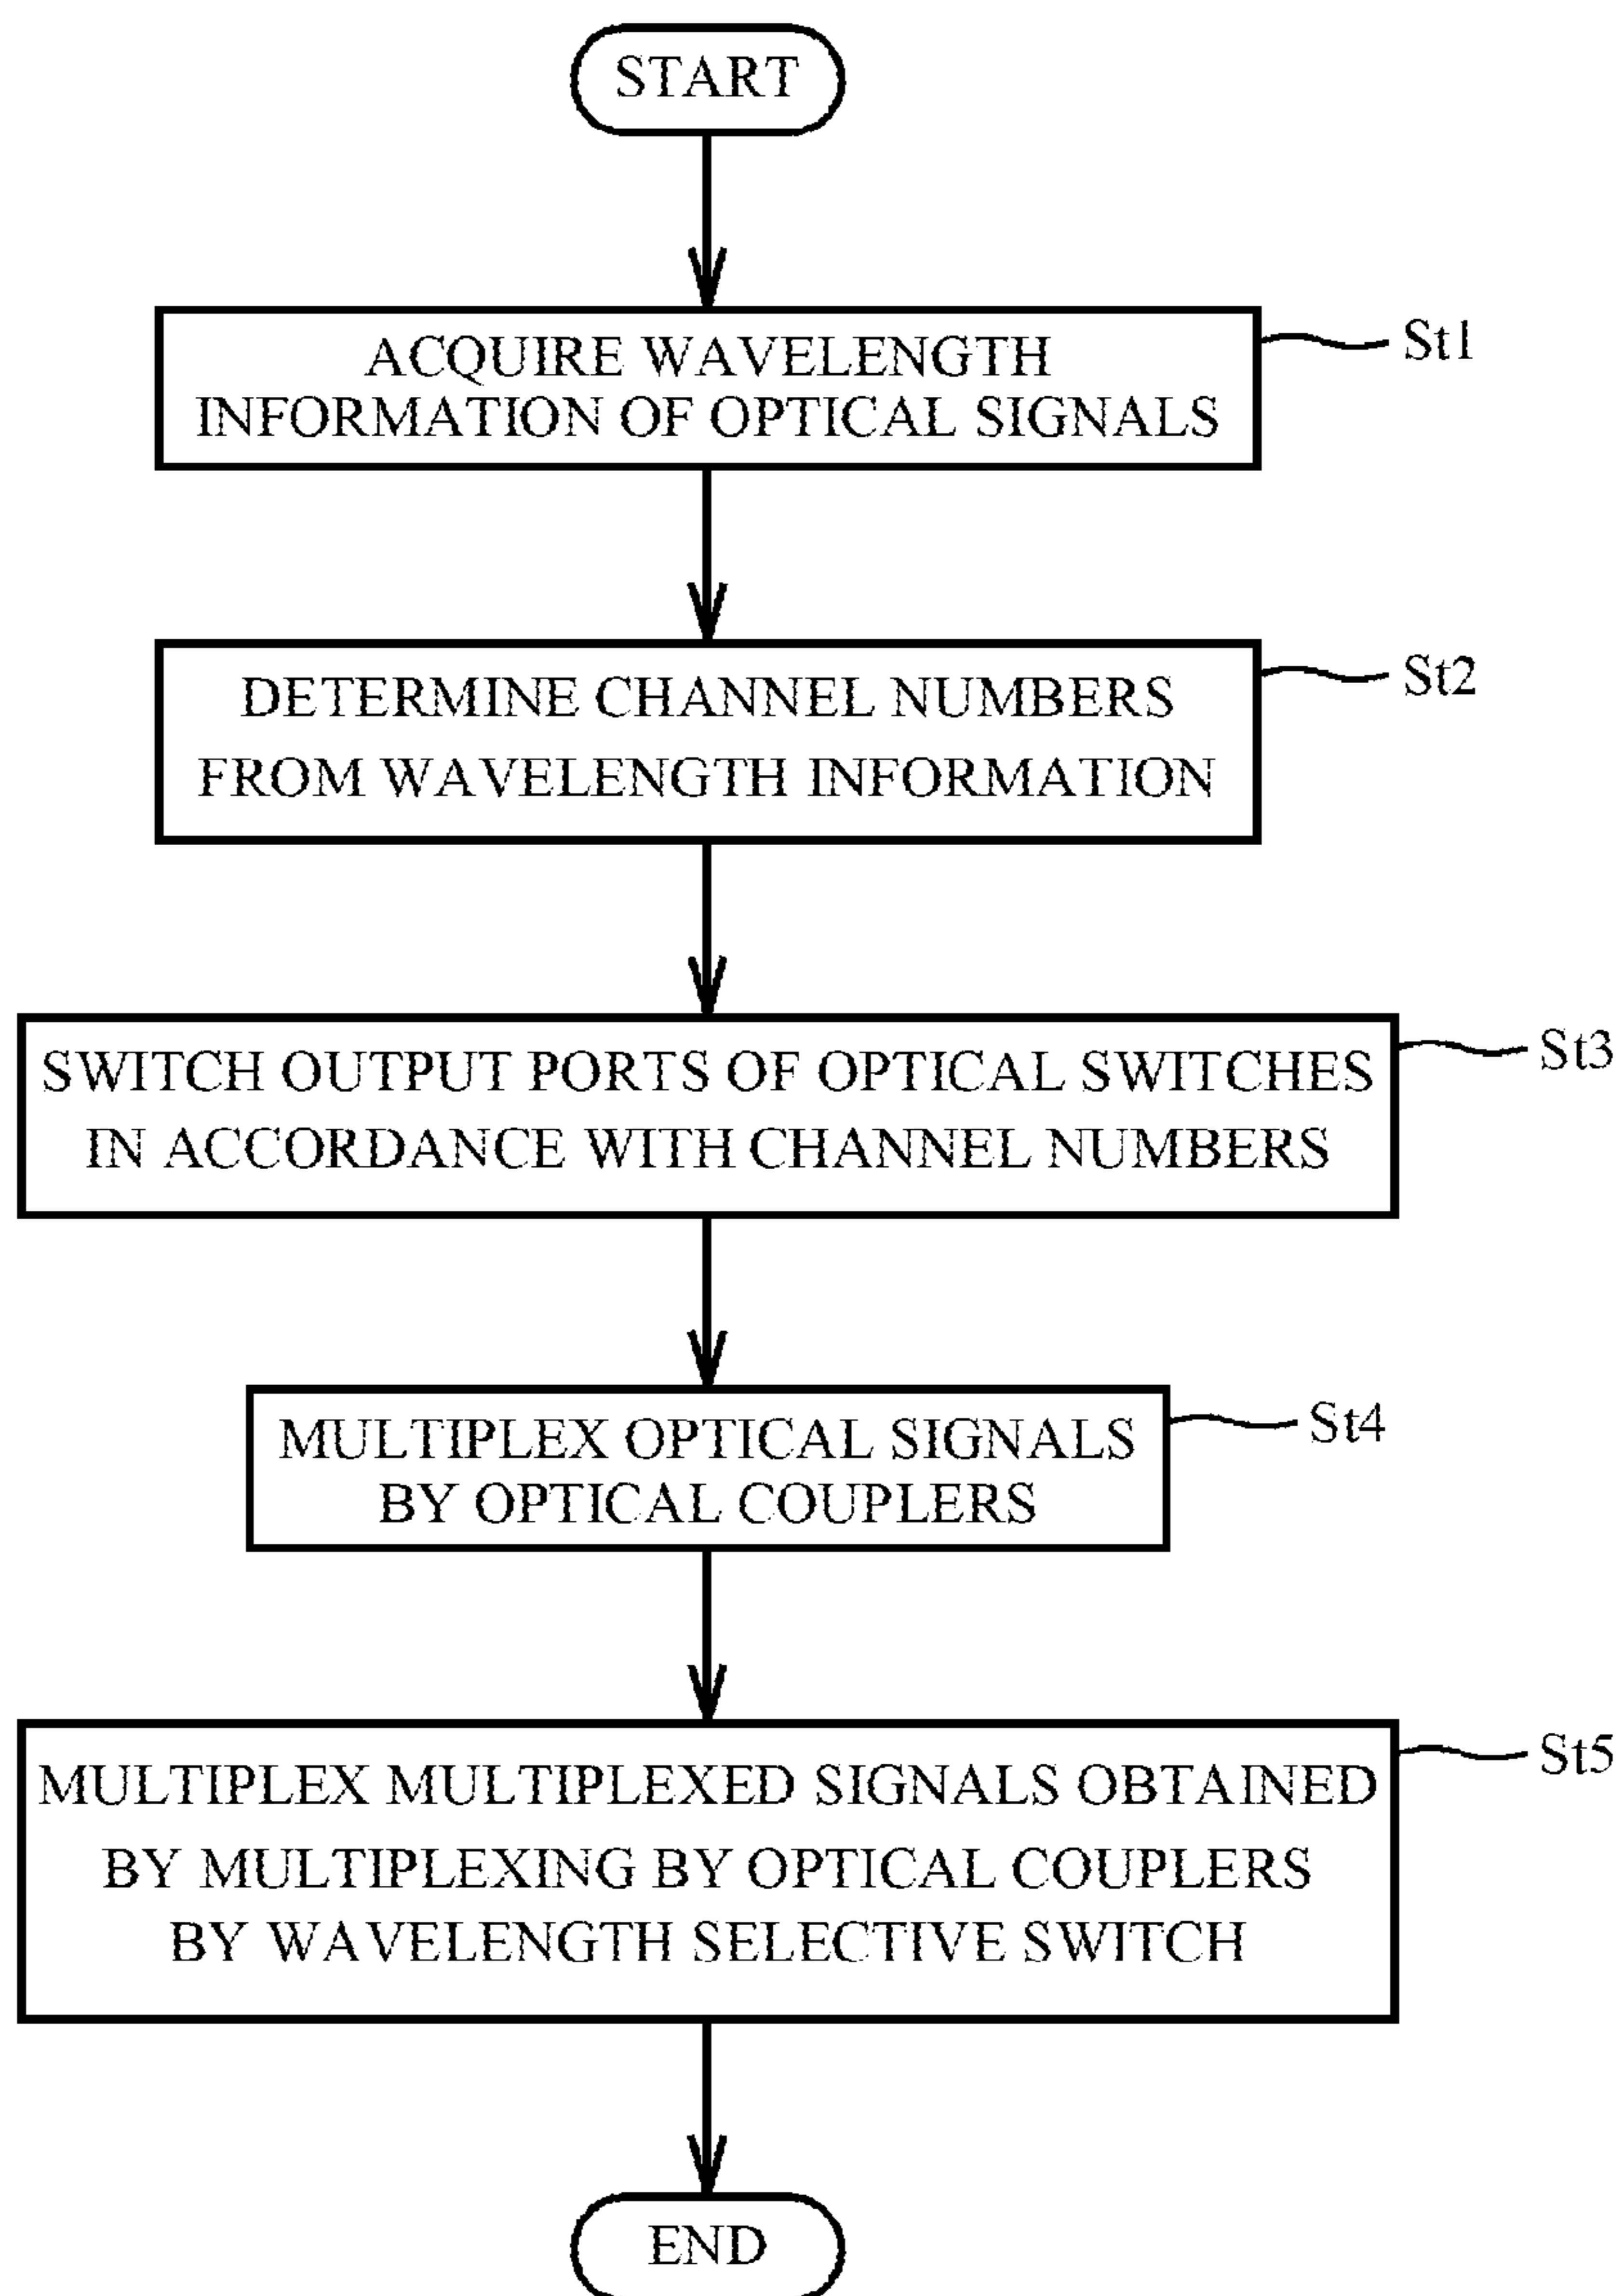 START
ACQUIRE WAVELENGTH
INFORMATION OF OPTICAL SIGNALS
St1
DETERMINE CHANNEL NUMBERS
FROM WAVELENGTH INFORMATION
St2
SWITCH OUTPUT PORTS OF OPTICAL SWITCHES
IN ACCORDANCE WITH CHANNEL NUMBERS
St3
MULTIPLEX OPTICAL SIGNALS
BY OPTICAL COUPLERS
St4
MULTIPLEX MULTIPLEXED SIGNALS OBTAINED
BY MULTIPLEXING BY OPTICAL COUPLERS
BY WAVELENGTH SELECTIVE SWITCH
St5
END